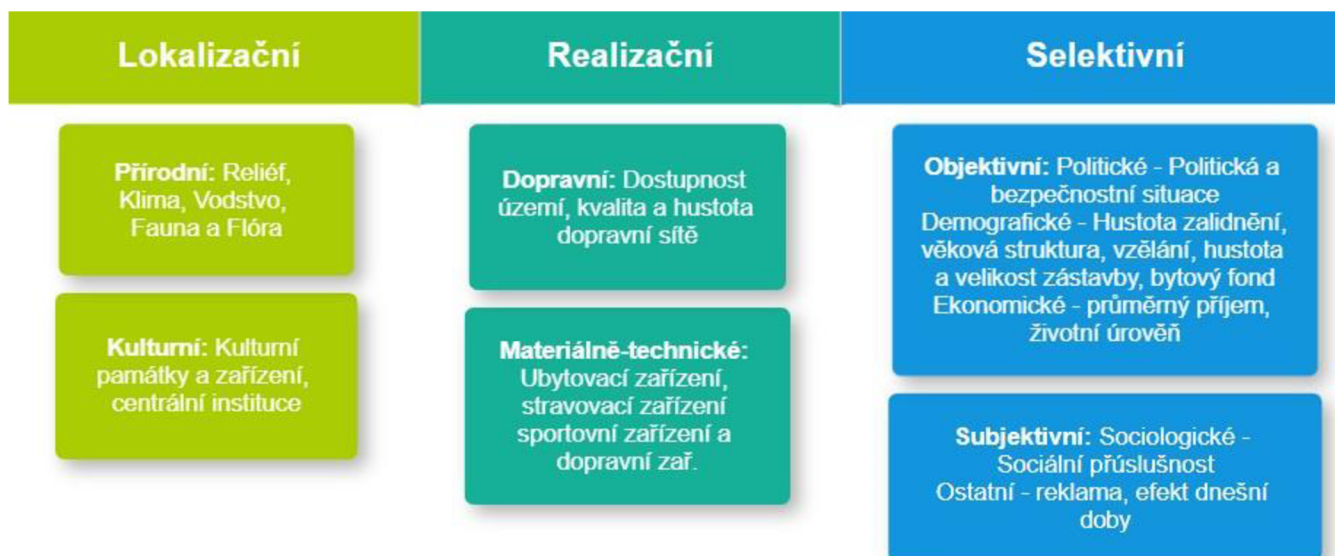 Lokalizační
Realizační
Selektivní
Přírodní: Reliéf,
Klima, Vodstvo,
Fauna a Flóra
Kulturní: Kulturní
památky a zařízení,
centrální instituce
Dopravní: Dostupnost
území, kvalita a hustota
dopravní sítě
Materiálně-technické:
Ubytovací zařízení,
stravovací zařízení
sportovní zařízení a
dopravní zař.
Objektivní: Politické - Politická a
bezpečnostní situace
Demografické - Hustota zalidnění,
věková struktura, vzělání, hustota
a velikost zástavby, bytový fond
Ekonomické - průměrný příjem,
životní úrověň
Subjektivní: Sociologické -
Sociální přúslušnost
Ostatní - reklama, efekt dnešní
doby